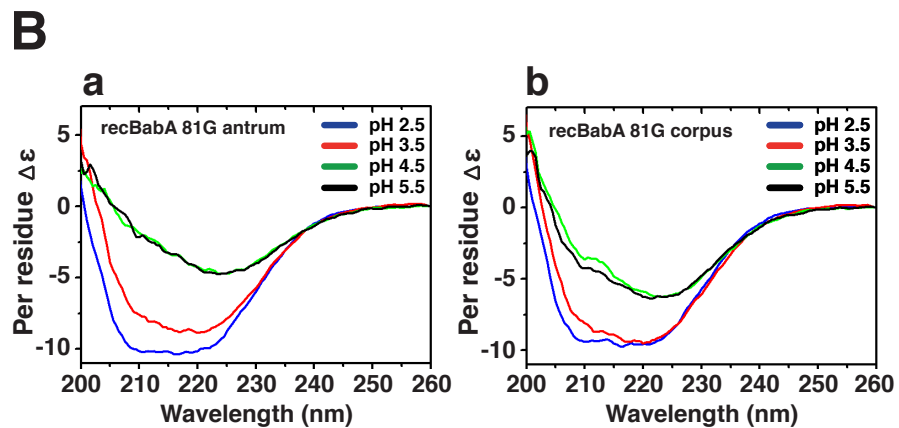 B
a
recBabA 81G antrum
pH 2.5
pH 3.5
pH 4.5
pH 5.5
Per residue Δε
5
0
-5
-10
200 210 220 230 240 250 260
Wavelength (nm)
b
recBabA 81G corpus
pH 2.5
pH 3.5
pH 4.5
pH 5.5
Per residue Δε
5
0
-5
-10
200 210 220 230 240 250 260
Wavelength (nm)